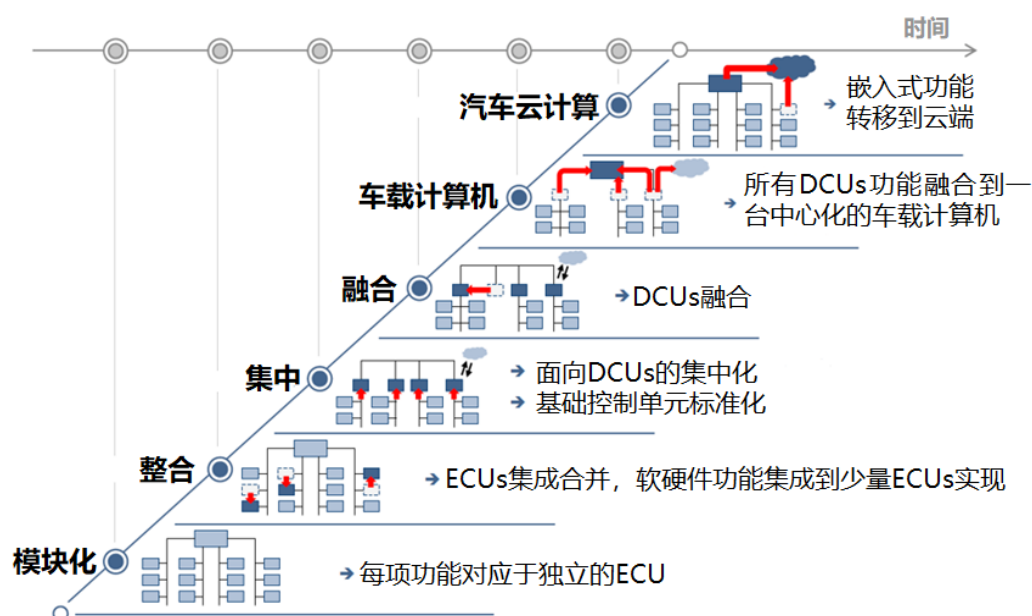 时间
汽车云计算
嵌入式功能
转移到云端
车载计算机
所有DCUs功能融合到一
台中心化的车载计算机
融合
DCUs融合
集中
面向DCUs的集中化
基础控制单元标准化
整合
ECUs集成合并，软硬件功能集成到少量ECUs实现
模块化
每项功能对应于独立的ECU